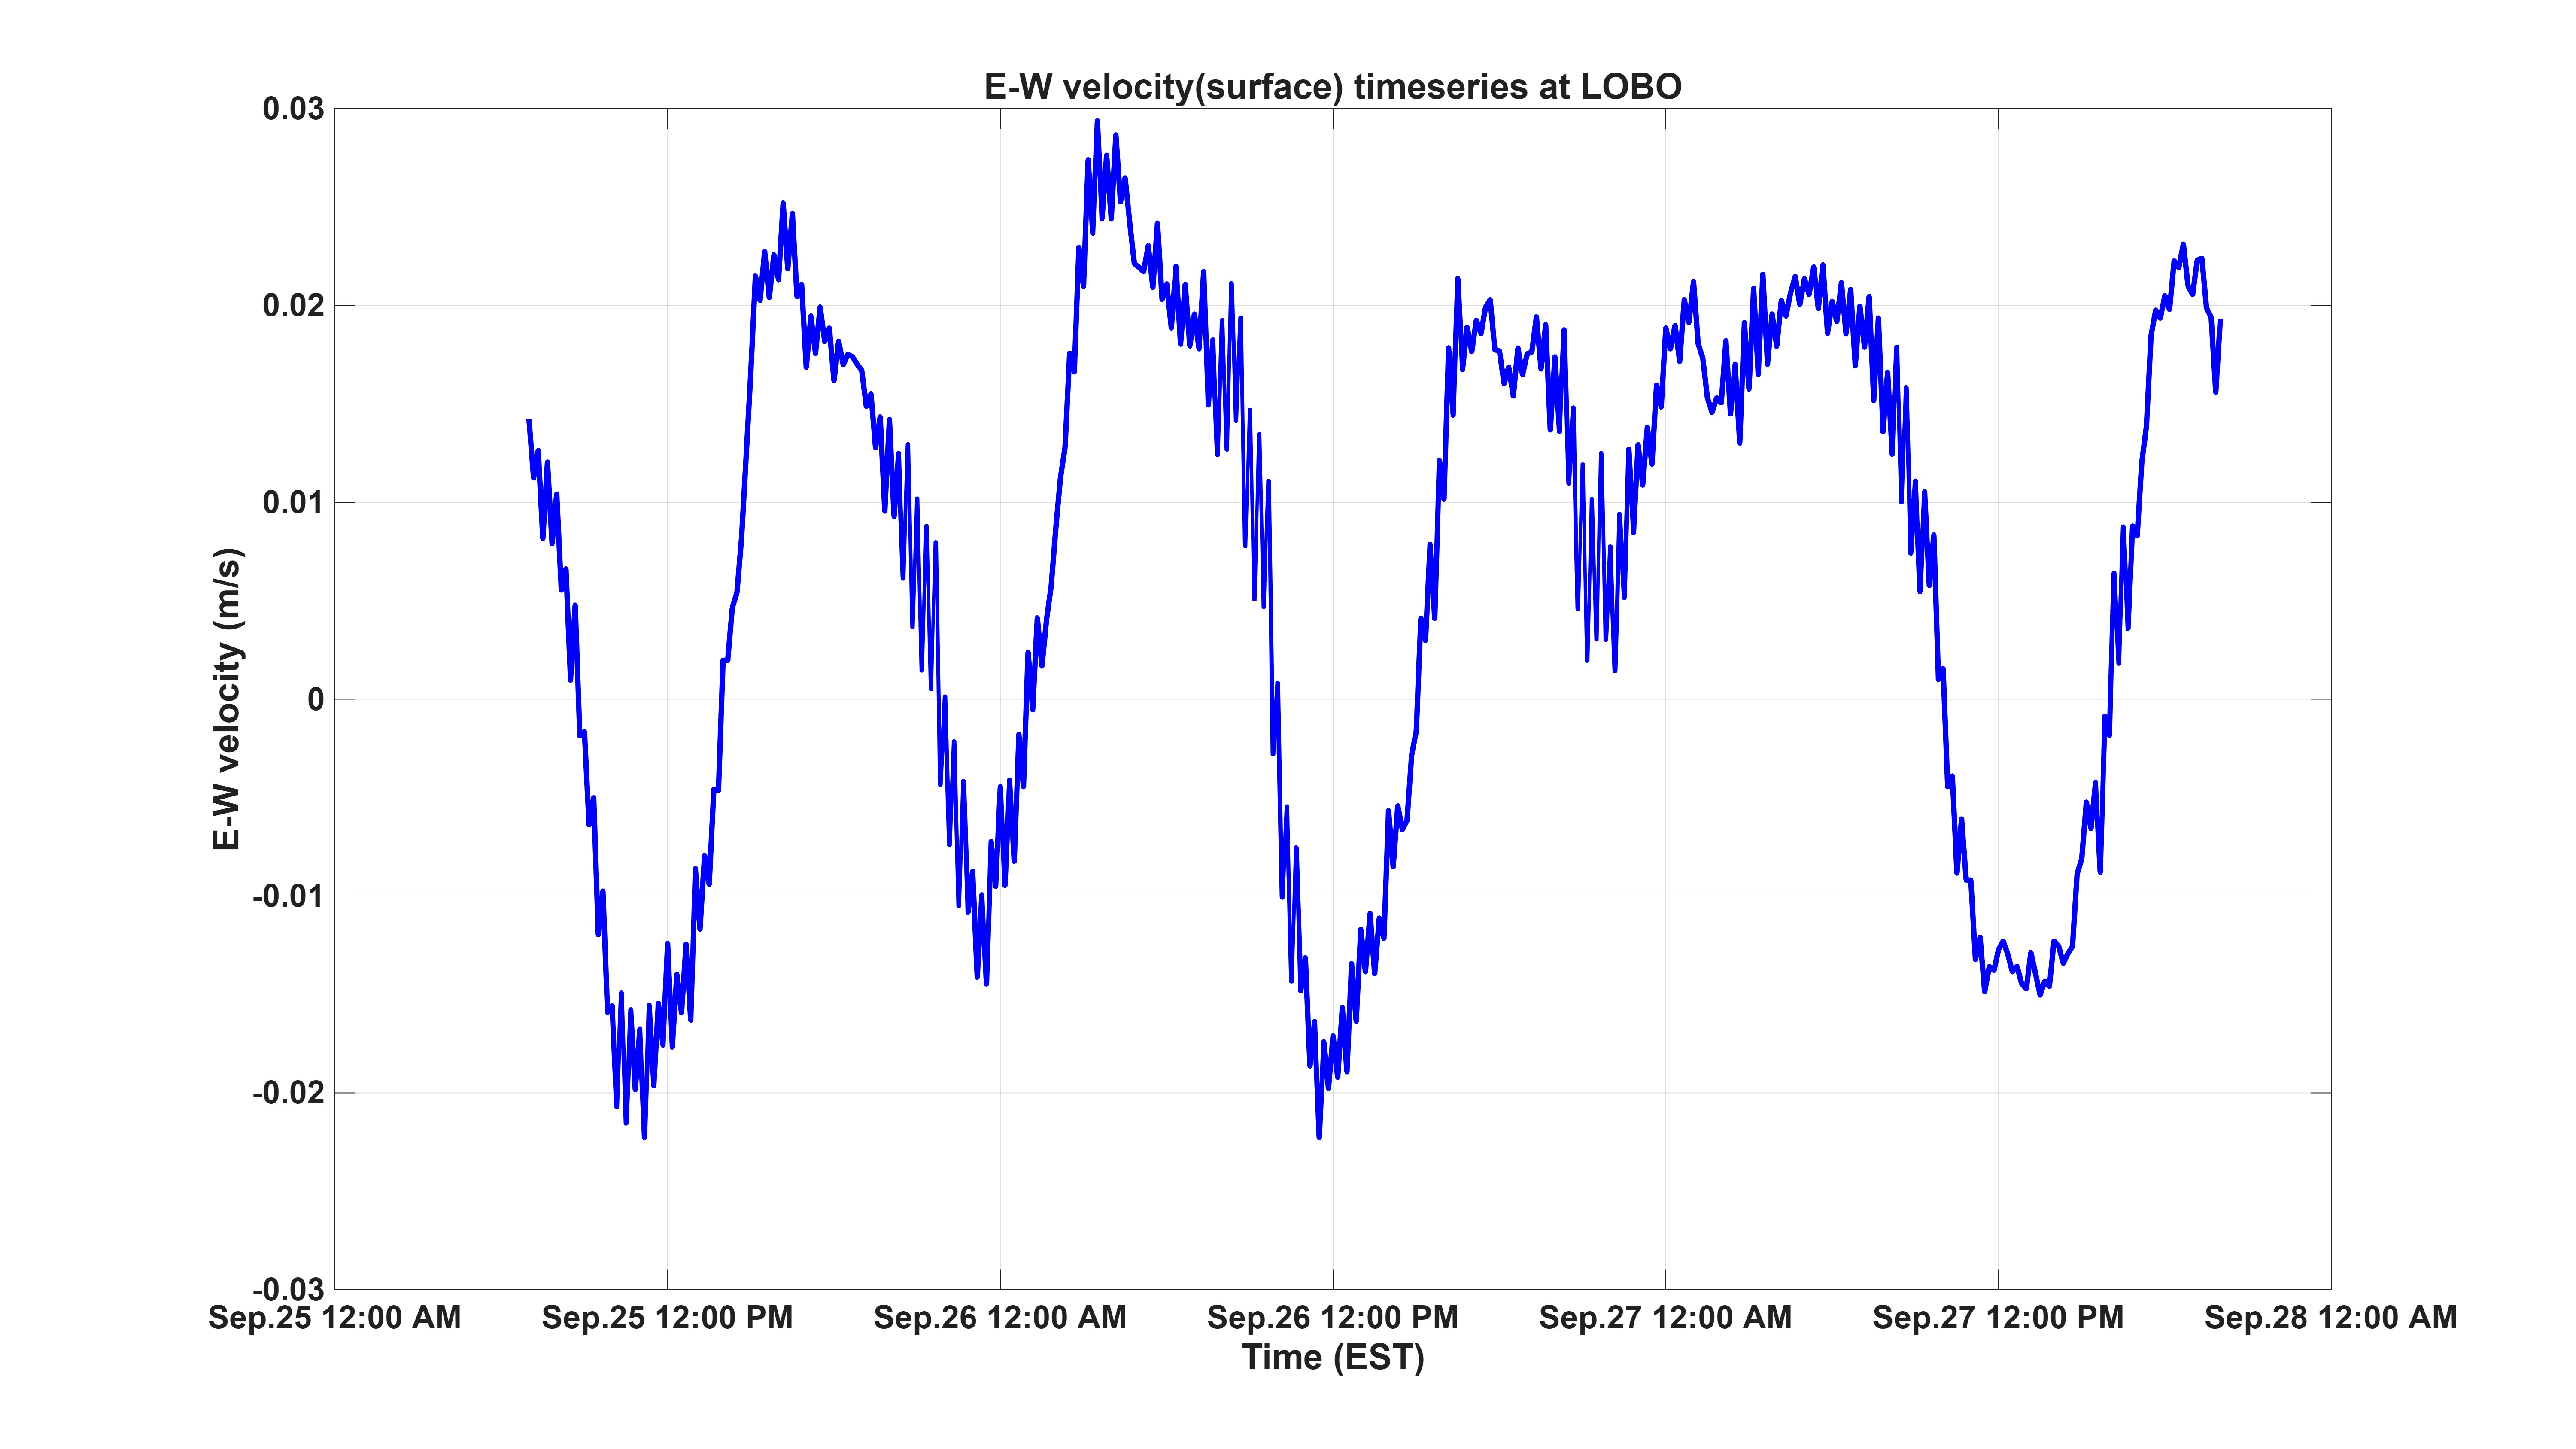 E-W velocity(surface) timeseries at LOBO
0.03
0.02
0.01
0
-0.01
-0.02
-0.03
E-W velocity (m/s)
Sep.25 12:00 AM Sep.25 12:00 PM Sep.26 12:00 AM Sep.26 12:00 PM Sep.27 12:00 AM Sep.27 12:00 PM Sep.28 12:00 AM
Time (EST)